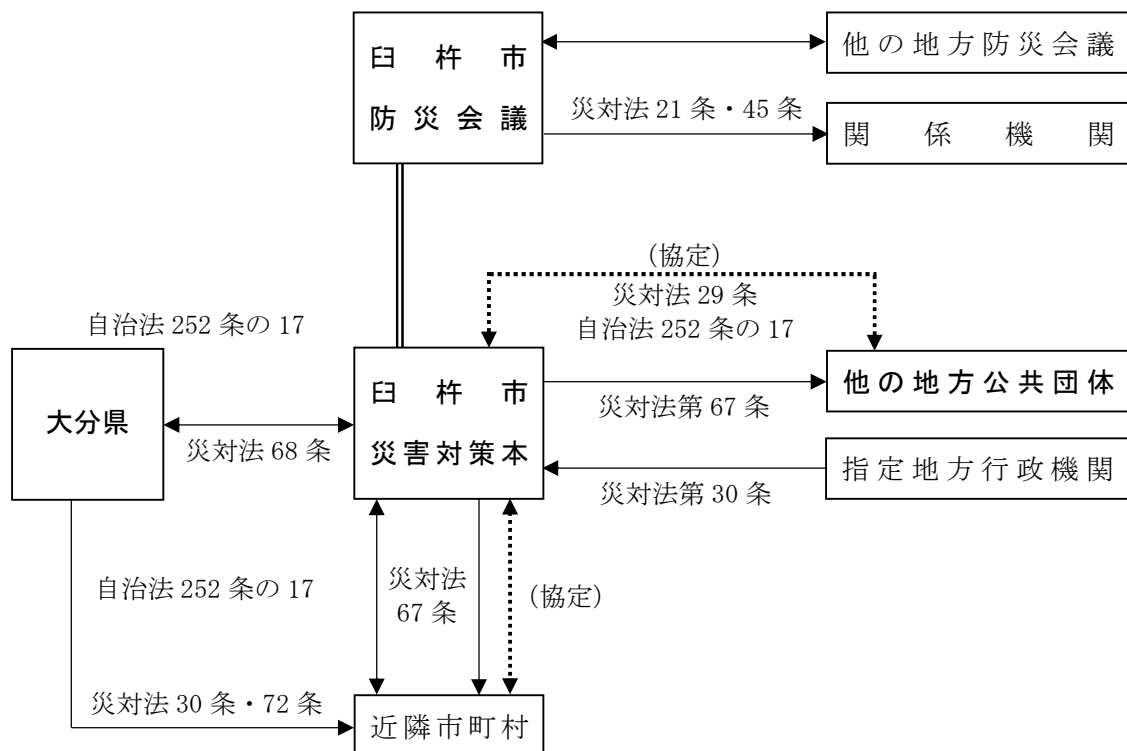 臼杵市
防災会議
他の地方防災会議
災対法 21 条・45 条
関係機関
(協定)
災対法 29 条
自治法 252 条の 17
自治法 252 条の 17
大分県
災対法 68 条
臼杵市
災害対策本
災対法第 67 条
他の地方公共団体
災対法第 30 条
指定地方行政機関
自治法 252 条の 17
災対法
67 条
(協定)
災対法 30 条・72 条
近隣市町村